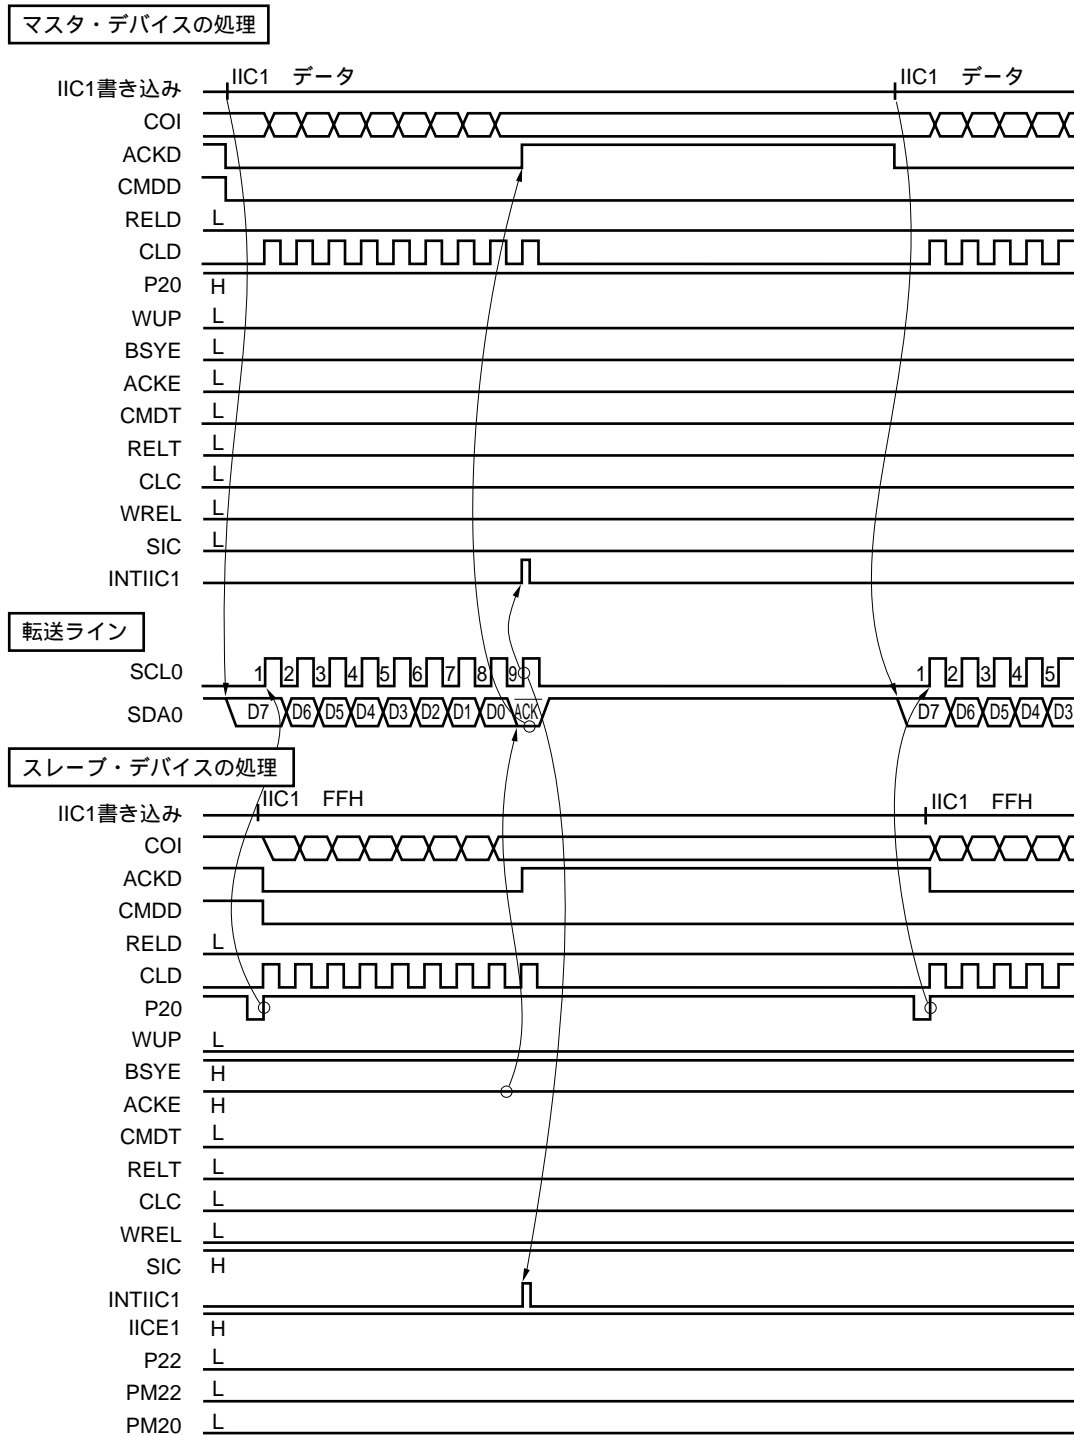 マスタ・デバイスの処理
IIC1 データ IIC1 データ
IIC1書き込み
COI
ACKD
CMDD
RELD L
CLD
P20 H
WUP L
BSYE L
ACKE L
CMDT L
RELT L
CLC L
WREL L
SIC L
INTIIC1
転送ライン
SCL0 1 2 3 4 5 6 7 8 9 1 2 3 4 5
SDA0 D7 D6 D5 D4 D3 D2 D1 D0 ACK D7 D6 D5 D4 D3
スレーブ・デバイスの処理
IIC1 FFH IIC1 FFH
IIC1書き込み
COI
ACKD
CMDD
RELD L
CLD
P20
WUP L
BSYE H
ACKE H
CMDT L
RELT L
CLC L
WREL L
SIC H
INTIIC1
IICE1 H
P22 L
PM22 L
PM20 L